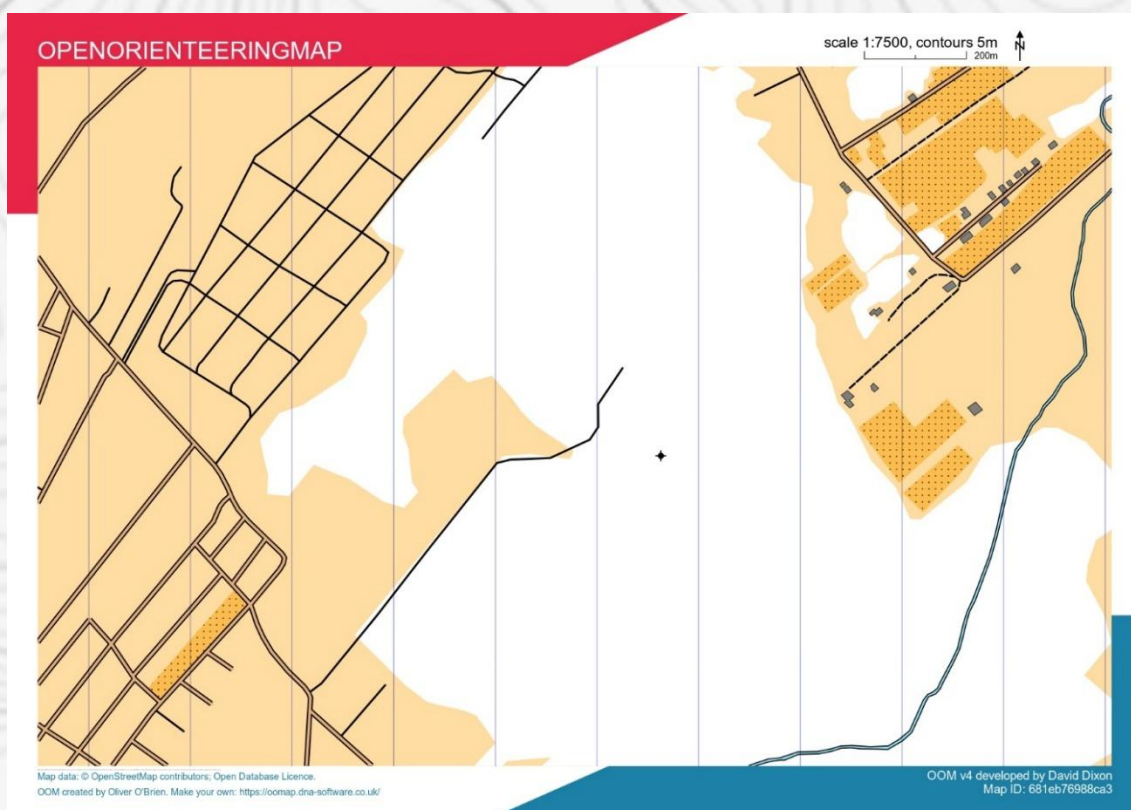 OPENORIENTEERINGMAP
scale 1:7500, contours 5m
200m
N
Map data: © OpenStreetMap contributors; Open Database Licence.
OOM created by Oliver O'Brien. Make your own: https://oomap.dna-software.co.uk/
OOM v4 developed by David Dixon
Map ID: 681eb76988ca3